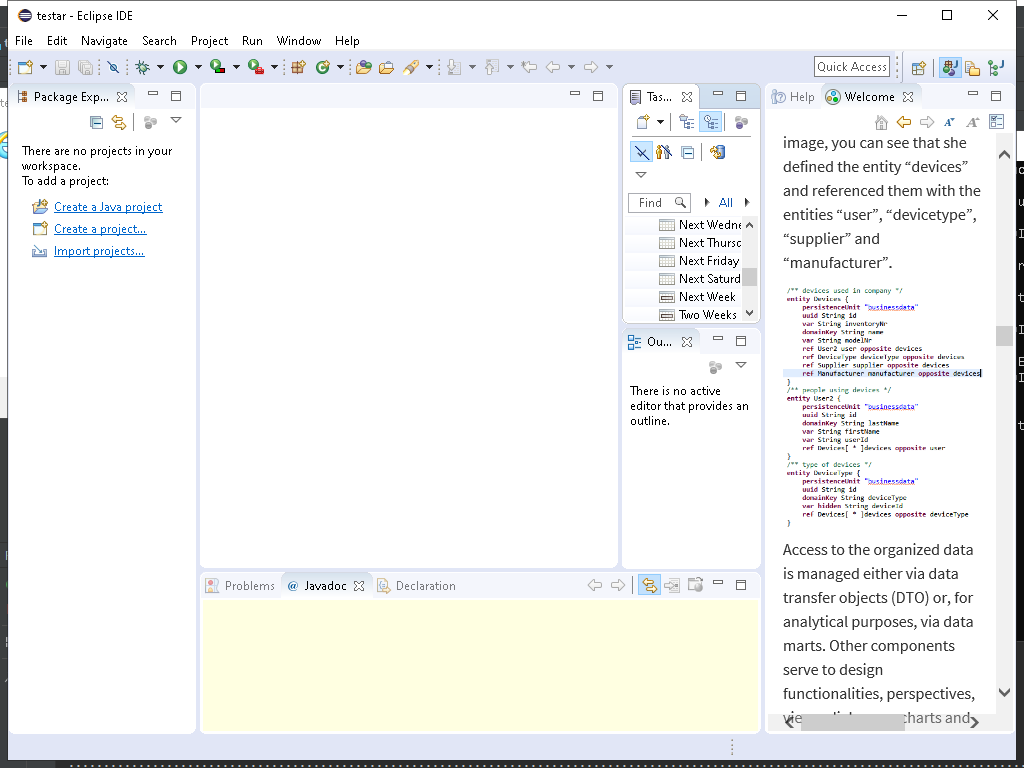 testar - Eclipse IDE
File Edit Navigate Search Project Run Window Help
Quick Access
Package Exp...
There are no projects in your
workspace.
To add a project:
Create a Java project
Create a project...
Import projects...
Tas...
Find
All
Next Wedne
Next Thursd
Next Friday
Next Saturd
Next Week
Two Weeks
Ou...
There is no active
editor that provides an
outline.
Problems
@ Javadoc
Declaration
Help
Welcome
image, you can see that she
defined the entity “devices”
and referenced them with the
entities “user”, “devicetype”,
“supplier” and
“manufacturer”.
/** devices used in company */
entity Devices {
persistenceUnit "businessdata"
uuid String id
var String inventoryNr
domainKey String name
var String modelNr
ref User2 user opposite devices
ref DeviceType deviceType opposite devices
ref Supplier supplier opposite devices
ref Manufacturer manufacturer opposite devices
}
/** people using devices */
entity User2 {
persistenceUnit "businessdata"
uuid String id
domainKey String lastName
var String firstName
var String userId
ref Devices[ * ]devices opposite user
}
/** type of devices */
entity DeviceType {
persistenceUnit "businessdata"
uuid String id
domainKey String deviceType
var hidden String deviceId
ref Devices[ * ]devices opposite deviceType
}
Access to the organized data
is managed either via data
transfer objects (DTO) or, for
analytical purposes, via data
marts. Other components
serve to design
functionalities, perspectives,
charts and